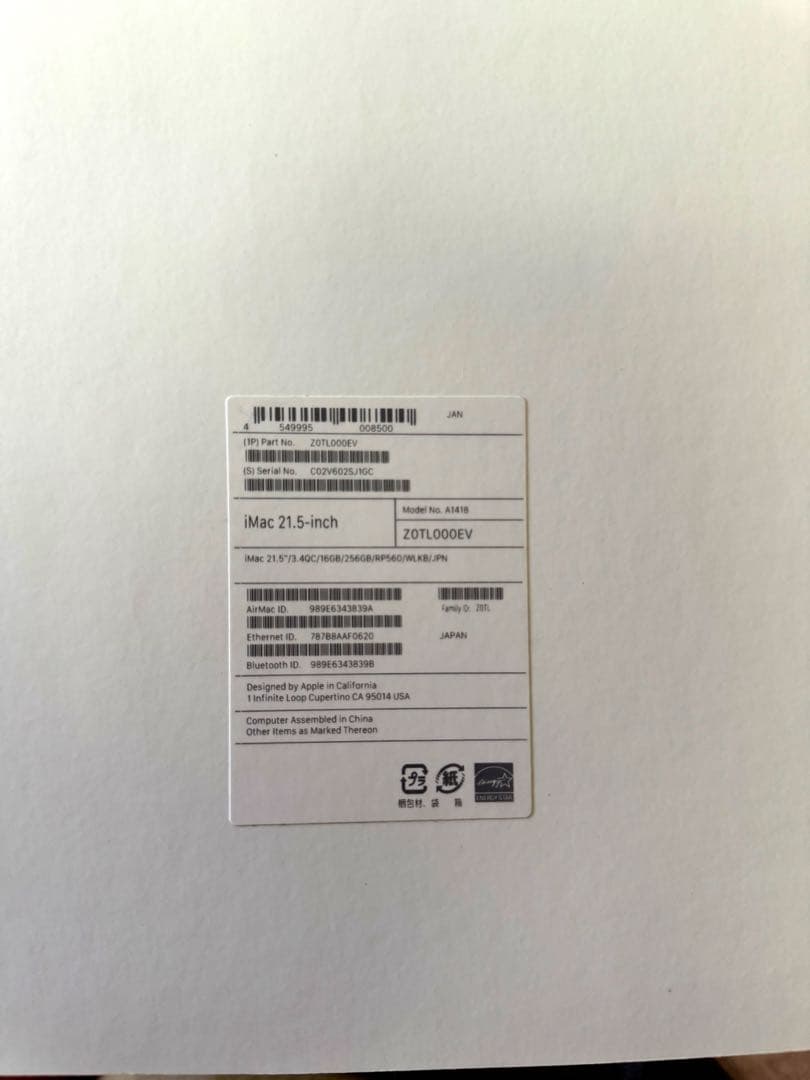 JAN
4 549995 008500
(1P) Part No. Z0TL000EV
(S) Serial No. C02V602SJ1GC
iMac 21.5-inch
Model No. A1418
Z0TL000EV
iMac 21.5"/3.4QC/16GB/256GB/RP560/WLKB/JPN
AirMac ID. 989E6343839A
Family ID: Z0TL
Ethernet ID. 787B8AAF0620
JAPAN
Bluetooth ID. 989E6343839B
Designed by Apple in California
1 Infinite Loop Cupertino CA 95014 USA
Computer Assembled in China
Other Items as Marked Thereon
プラ
紙
energy
ENERGY STAR
梱包材、袋 箱